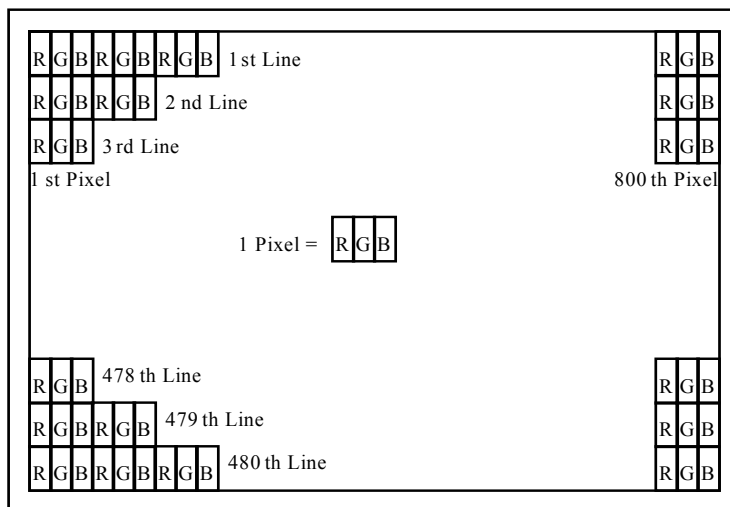 R G B R G B R G B 1 st Line R G B
R G B R G B 2 nd Line R G B
R G B 3 rd Line R G B
1 st Pixel 800 th Pixel
1 Pixel = R G B
R G B 478 th Line R G B
R G B R G B 479 th Line R G B
R G B R G B R G B 480 th Line R G B